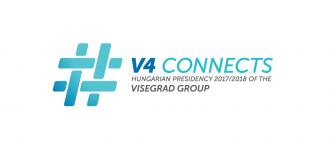 V4 CONNECTS
HUNGARIAN PRESIDENCY 2017/2018 OF THE
VISEGRAD GROUP